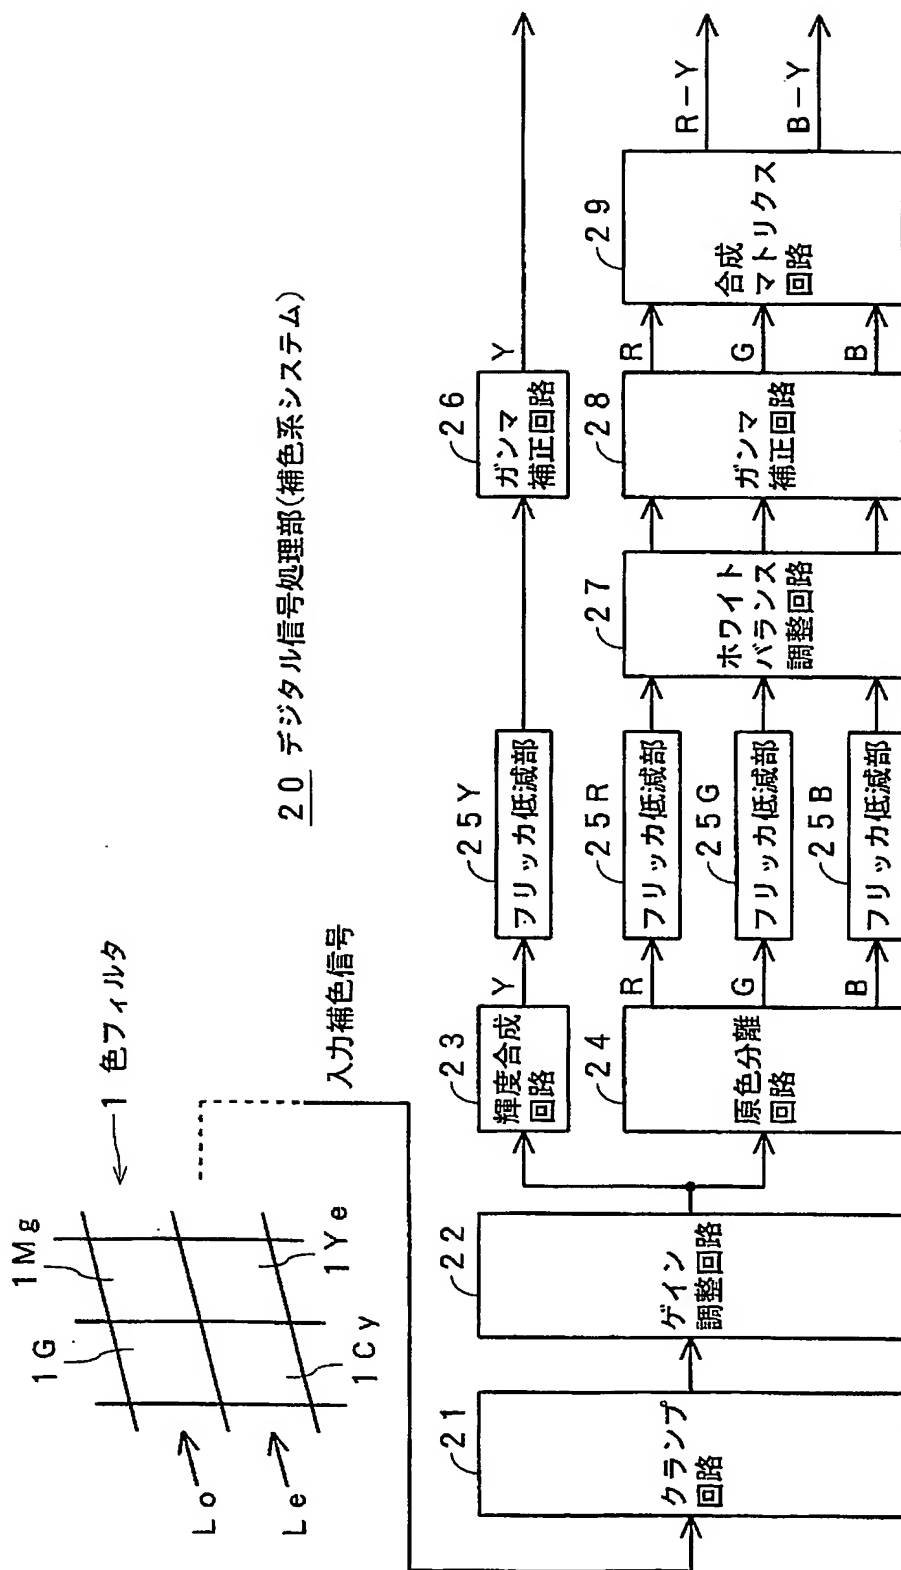 20 デジタル信号処理部(補色系システム)
1 色フィルタ
1Mg
1G
1Ye
1Cy
Lo
Le
入力補色信号
21
クランプ
回路
22
ゲイン
調整回路
23
輝度合成
回路
Y
25Y
フリッカ低減部
26
ガンマ
補正回路
Y
24
原色分離
回路
R
G
B
25R
フリッカ低減部
25G
フリッカ低減部
25B
フリッカ低減部
27
ホワイト
バランス
調整回路
28
ガンマ
補正回路
R
G
B
29
合成
マトリクス
回路
R−Y
B−Y